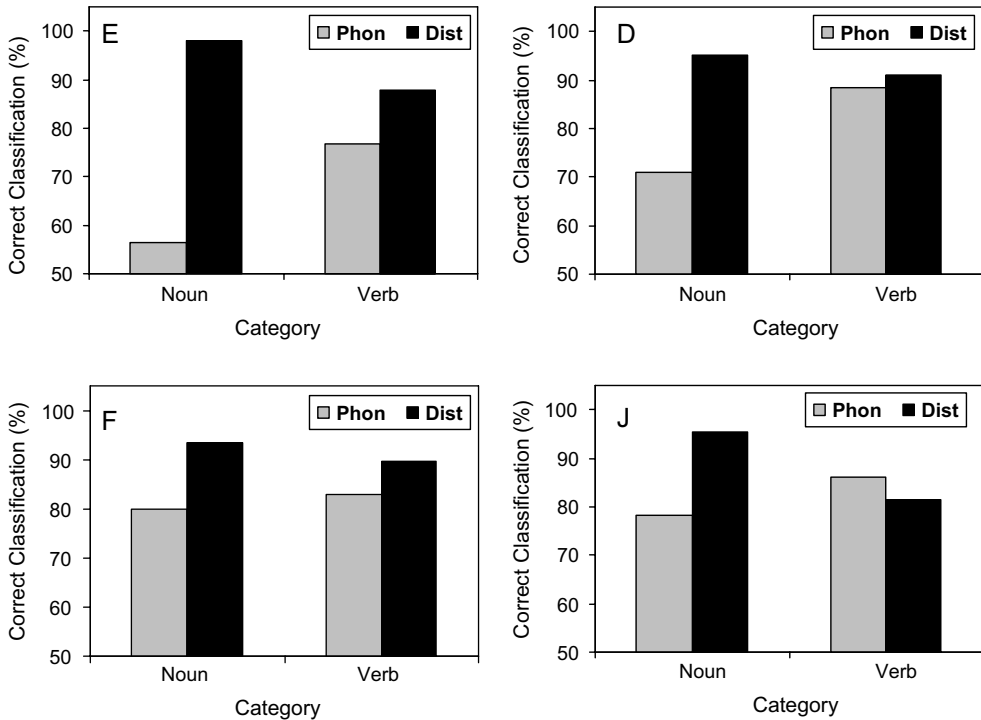 E
Phon Dist
Correct Classification (%)
100
90
80
70
60
50
Noun Verb
Category
D
Phon Dist
Correct Classification (%)
100
90
80
70
60
50
Noun Verb
Category
F
Phon Dist
Correct Classification (%)
100
90
80
70
60
50
Noun Verb
Category
J
Phon Dist
Correct Classification (%)
100
90
80
70
60
50
Noun Verb
Category